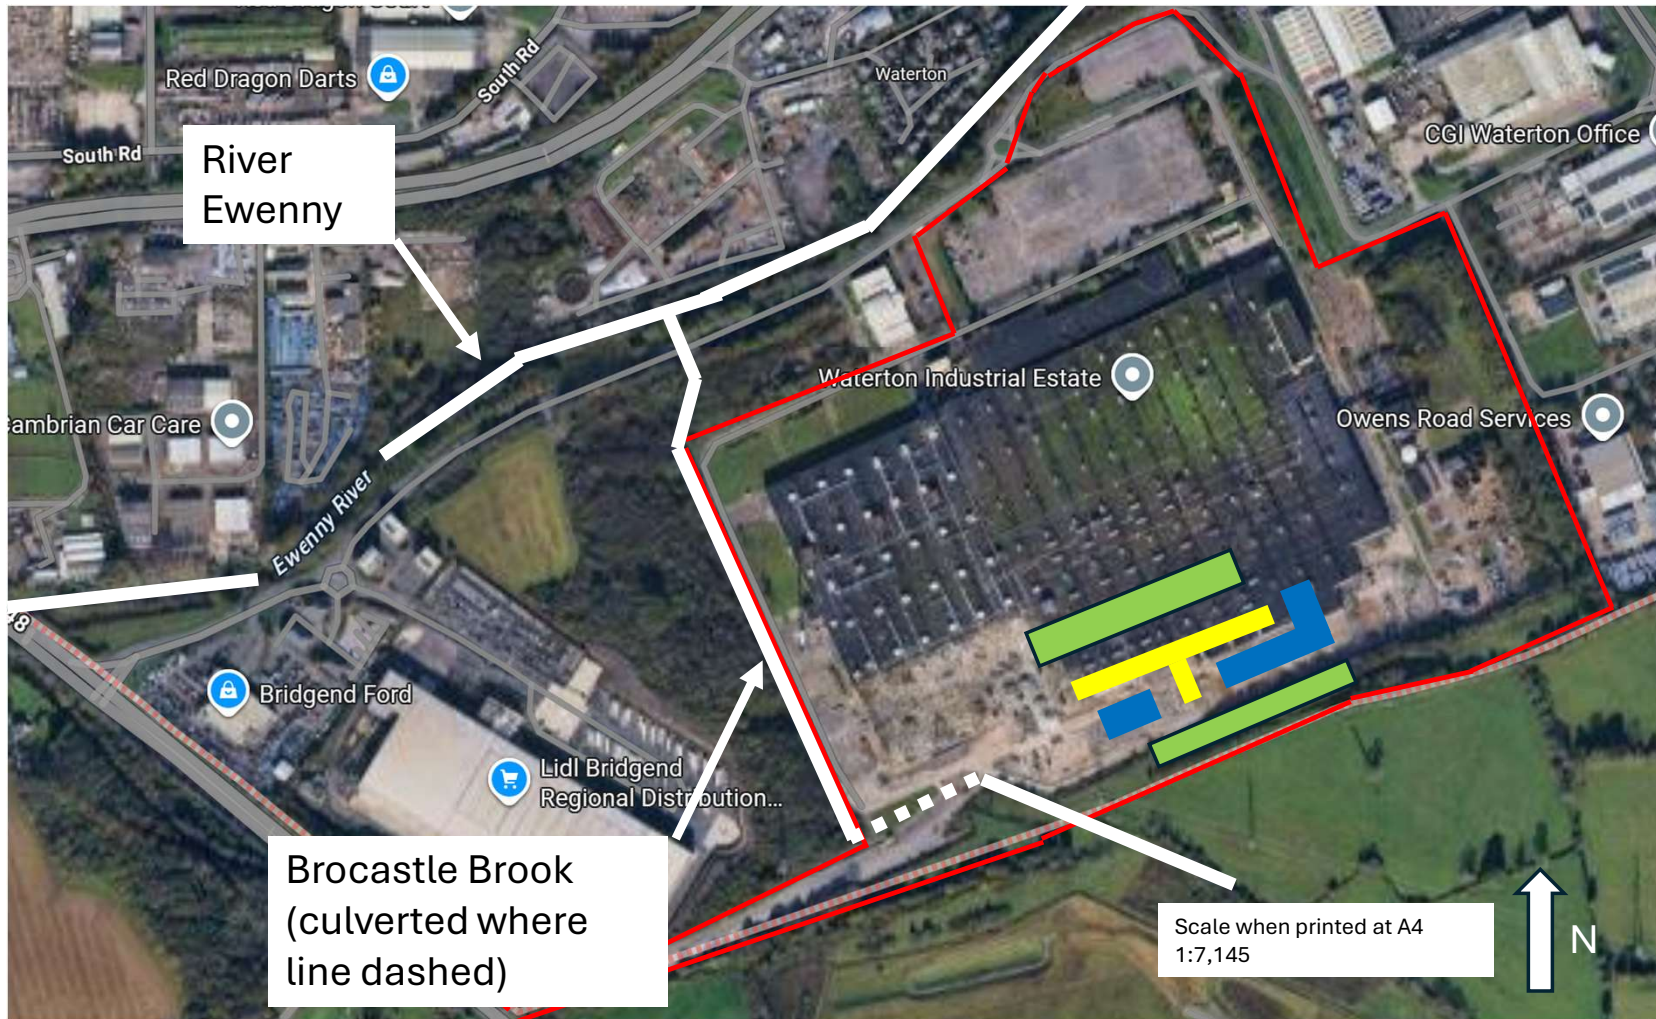 Red Dragon Darts
South Rd
Waterton
CGI Waterton Office
South Rd
River
Ewenny
Waterton Industrial Estate
Owens Road Services
ambrian Car Care
Ewenny River
48
Bridgend Ford
Lidl Bridgend
Regional Distribution...
Brocastle Brook
(culverted where
line dashed)
Scale when printed at A4
1:7,145
N